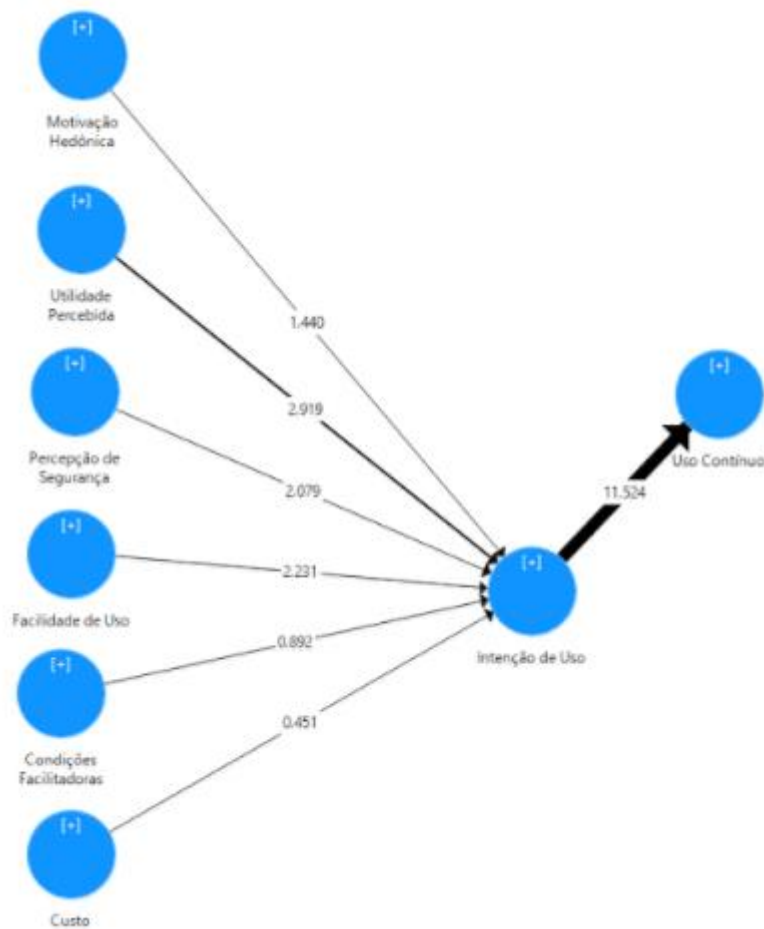 [+]
Motivação
Hedônica
[+]
Utilidade
Percebida
1.440
[+]
2.919
[+]
Percepção de
Segurança
Uso Contínuo
2.079
11.524
[+]
2.231
[+]
Facilidade de Uso
0.892
[+]
Intenção de Uso
0.451
Condições
Facilitadoras
[+]
Custo